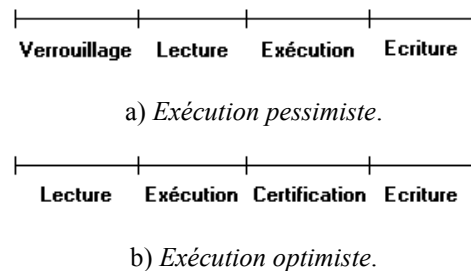 Verrouillage Lecture Exécution Ecriture
a) Exécution pessimiste.
Lecture Exécution Certification Ecriture
b) Exécution optimiste.